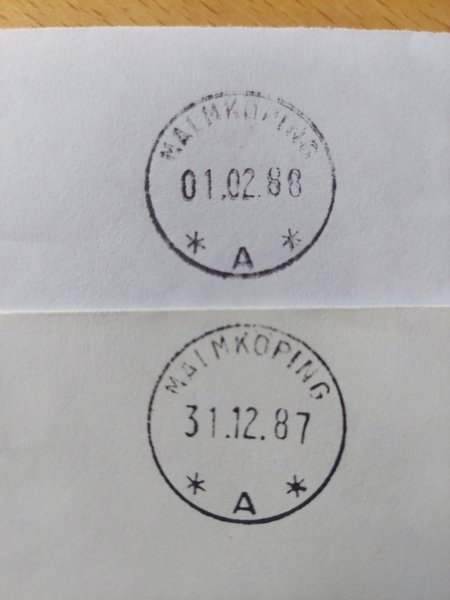 MALMKÖPING
01.02.88
* A *
MALMKÖPING
31.12.87
* A *